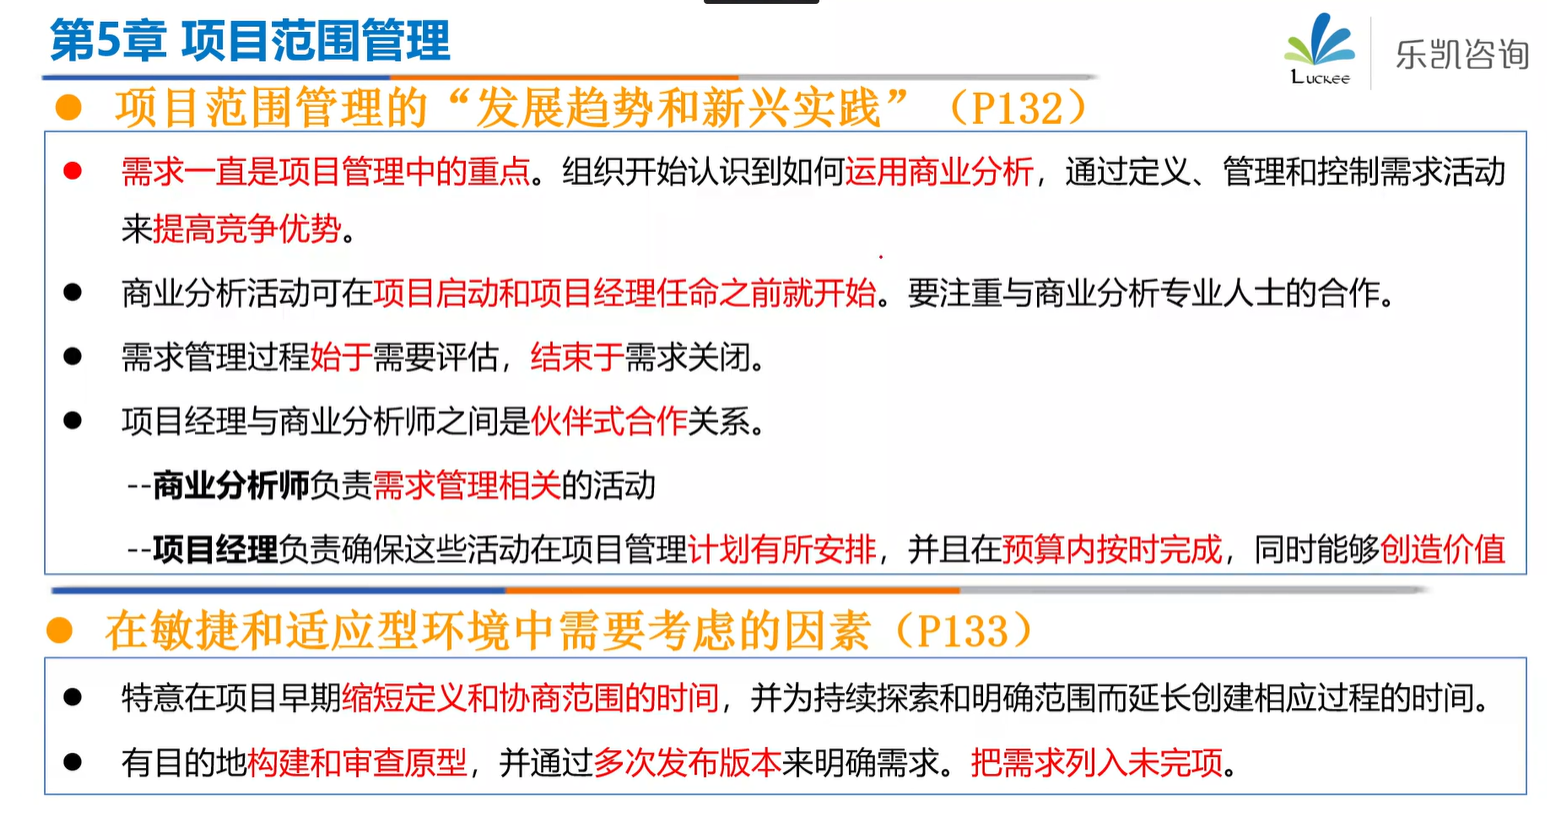 第5章 项目范围管理
Luckee
乐凯咨询
● 项目范围管理的“发展趋势和新兴实践”（P132）
● 需求一直是项目管理中的重点。组织开始认识到如何运用商业分析，通过定义、管理和控制需求活动
来提高竞争优势。
● 商业分析活动可在项目启动和项目经理任命之前就开始。要注重与商业分析专业人士的合作。
● 需求管理过程始于需要评估，结束于需求关闭。
● 项目经理与商业分析师之间是伙伴式合作关系。
--商业分析师负责需求管理相关的活动
--项目经理负责确保这些活动在项目管理计划有所安排，并且在预算内按时完成，同时能够创造价值
● 在敏捷和适应型环境中需要考虑的因素（P133）
● 特意在项目早期缩短定义和协商范围的时间，并为持续探索和明确范围而延长创建相应过程的时间。
● 有目的地构建和审查原型，并通过多次发布版本来明确需求。把需求列入未完项。